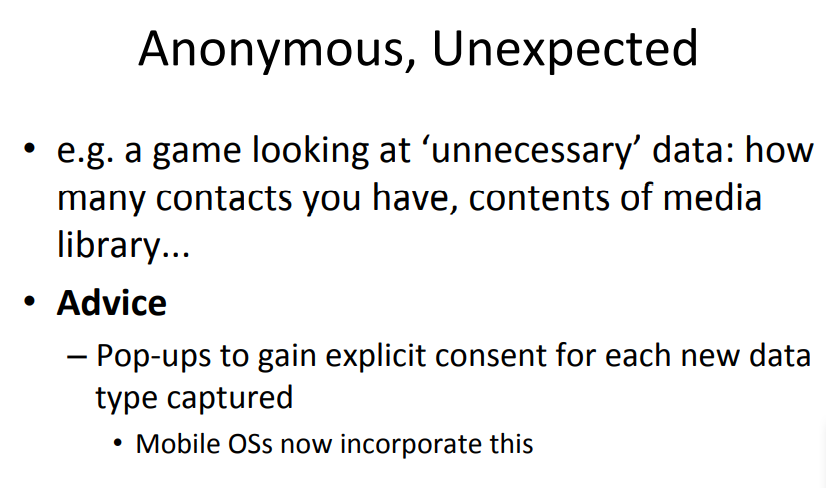 Anonymous, Unexpected
• e.g. a game looking at ‘unnecessary’ data: how
many contacts you have, contents of media
library...
• Advice
– Pop-ups to gain explicit consent for each new data
type captured
• Mobile OSs now incorporate this